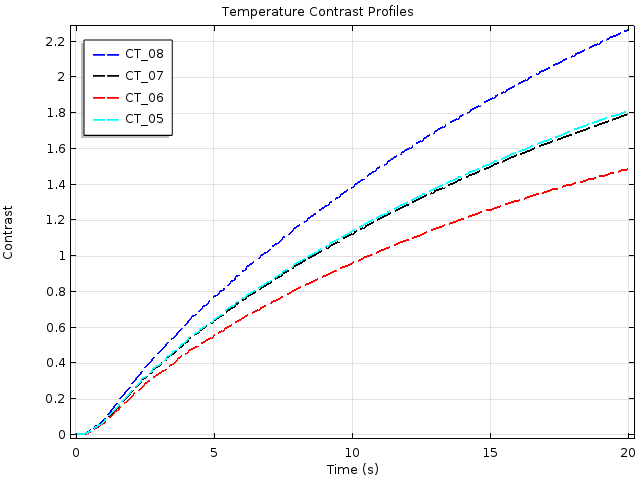 Temperature Contrast Profiles
CT_08
CT_07
CT_06
CT_05
Contrast
2.2
2
1.8
1.6
1.4
1.2
1
0.8
0.6
0.4
0.2
0
0 5 10 15 20
Time (s)